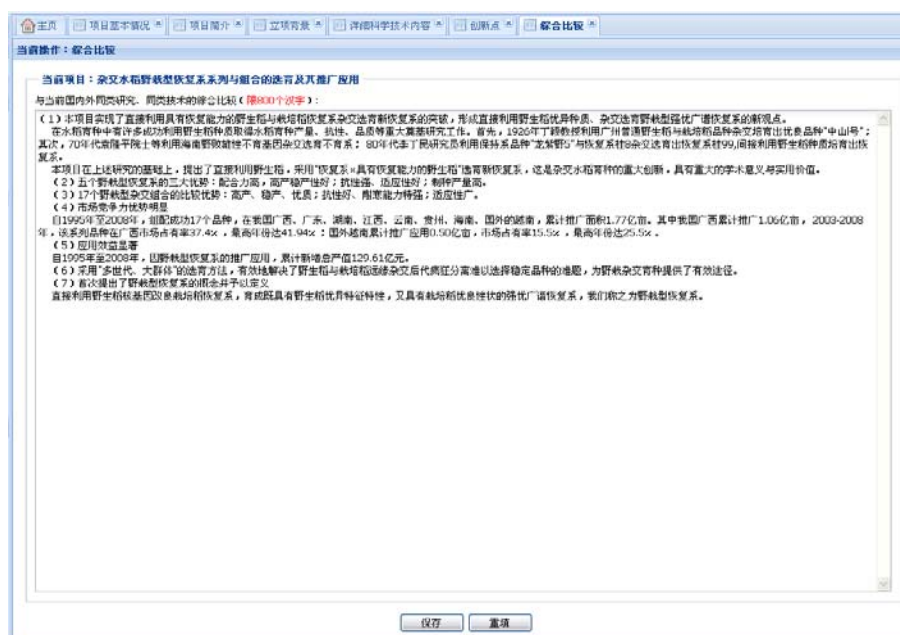 主页 项目基本情况 项目简介 立项背景 详细科学技术内容 创新点 综合比较
当前操作：综合比较
当前项目：杂交水稻野栽型恢复系系列与组合的选育及其推广应用
与当前国内外同类研究、同类技术的综合比较（限800个汉字）：
（1）本项目实现了直接利用具有恢复能力的野生稻与栽培稻恢复系杂交选育新恢复系的突破，形成直接利用野生稻优异种质、杂交选育野栽型强优广谱恢复系的新观点。
在水稻育种中有许多成功利用野生稻种质取得水稻育种产量、抗性、品质等重大奠基研究工作。首先，1926年丁颖教授利用广州普通野生稻与栽培稻品种杂交培育出优良品种“中山号”；
其次，70年代袁隆平院士等利用海南野败雄性不育基因杂交选育不育系；80年代李丁民研究员利用保持系品种“龙野5”与恢复系杂交选育出恢复系桂99,间接利用野生稻种质培育出恢
复系。
本项目在上述研究的基础上，提出了直接利用野生稻，采用“恢复系×具有恢复能力的野生稻”选育新恢复系，这是杂交水稻育种的重大创新，具有重大的学术意义与实用价值。
（2）五个野栽型恢复系的三大优势：配合力高，高产稳产性好；抗性强、适应性好；制种产量高。
（3）17个野栽型杂交组合的比较优势：高产、稳产、优质；抗性好、耐寒能力特强；适应性广。
（4）市场竞争力优势明显
自1995年至2008年，组配成功17个品种，在我国广西、广东、湖南、江西、云南、贵州、海南、国外的越南，累计推广面积1.77亿亩。其中我国广西累计推广1.06亿亩，2003-2008
年，该系列品种在广西市场占有率37.4%，最高年份达41.94%；国外越南累计推广应用0.50亿亩，市场占有率15.5%，最高年份达25.5%。
（5）应用效益显著
自1995年至2008年，因野栽型恢复系的推广应用，累计新增总产值129.61亿元。
（6）采用“多世代、大群体”的选育方法，有效地解决了野生稻与栽培稻远缘杂交后代疯狂分离难以选择稳定品种的难题，为野栽杂交育种提供了有效途径。
（7）首次提出了野栽型恢复系的概念并予以定义
直接利用野生稻核基因改良栽培稻恢复系，育成既具有野生稻优异特征特性，又具有栽培稻优良性状的强优广谱恢复系，我们称之为野栽型恢复系。
保存 重填